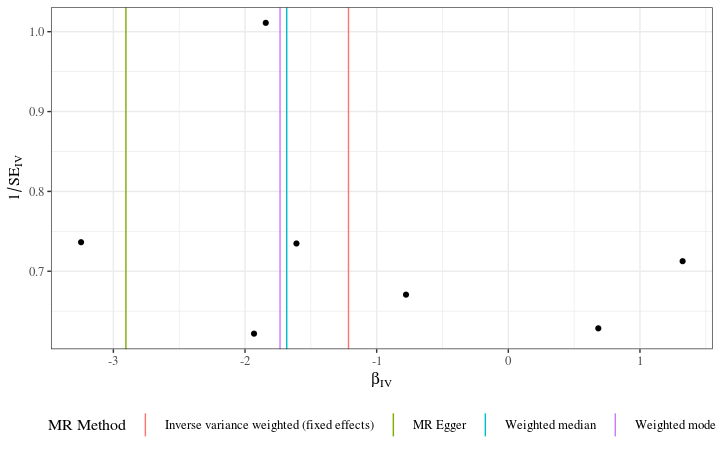 1.0
0.9
0.8
0.7
1/SE_IV
-3
-2
-1
0
1
β_IV
MR Method
Inverse variance weighted (fixed effects)
MR Egger
Weighted median
Weighted mode